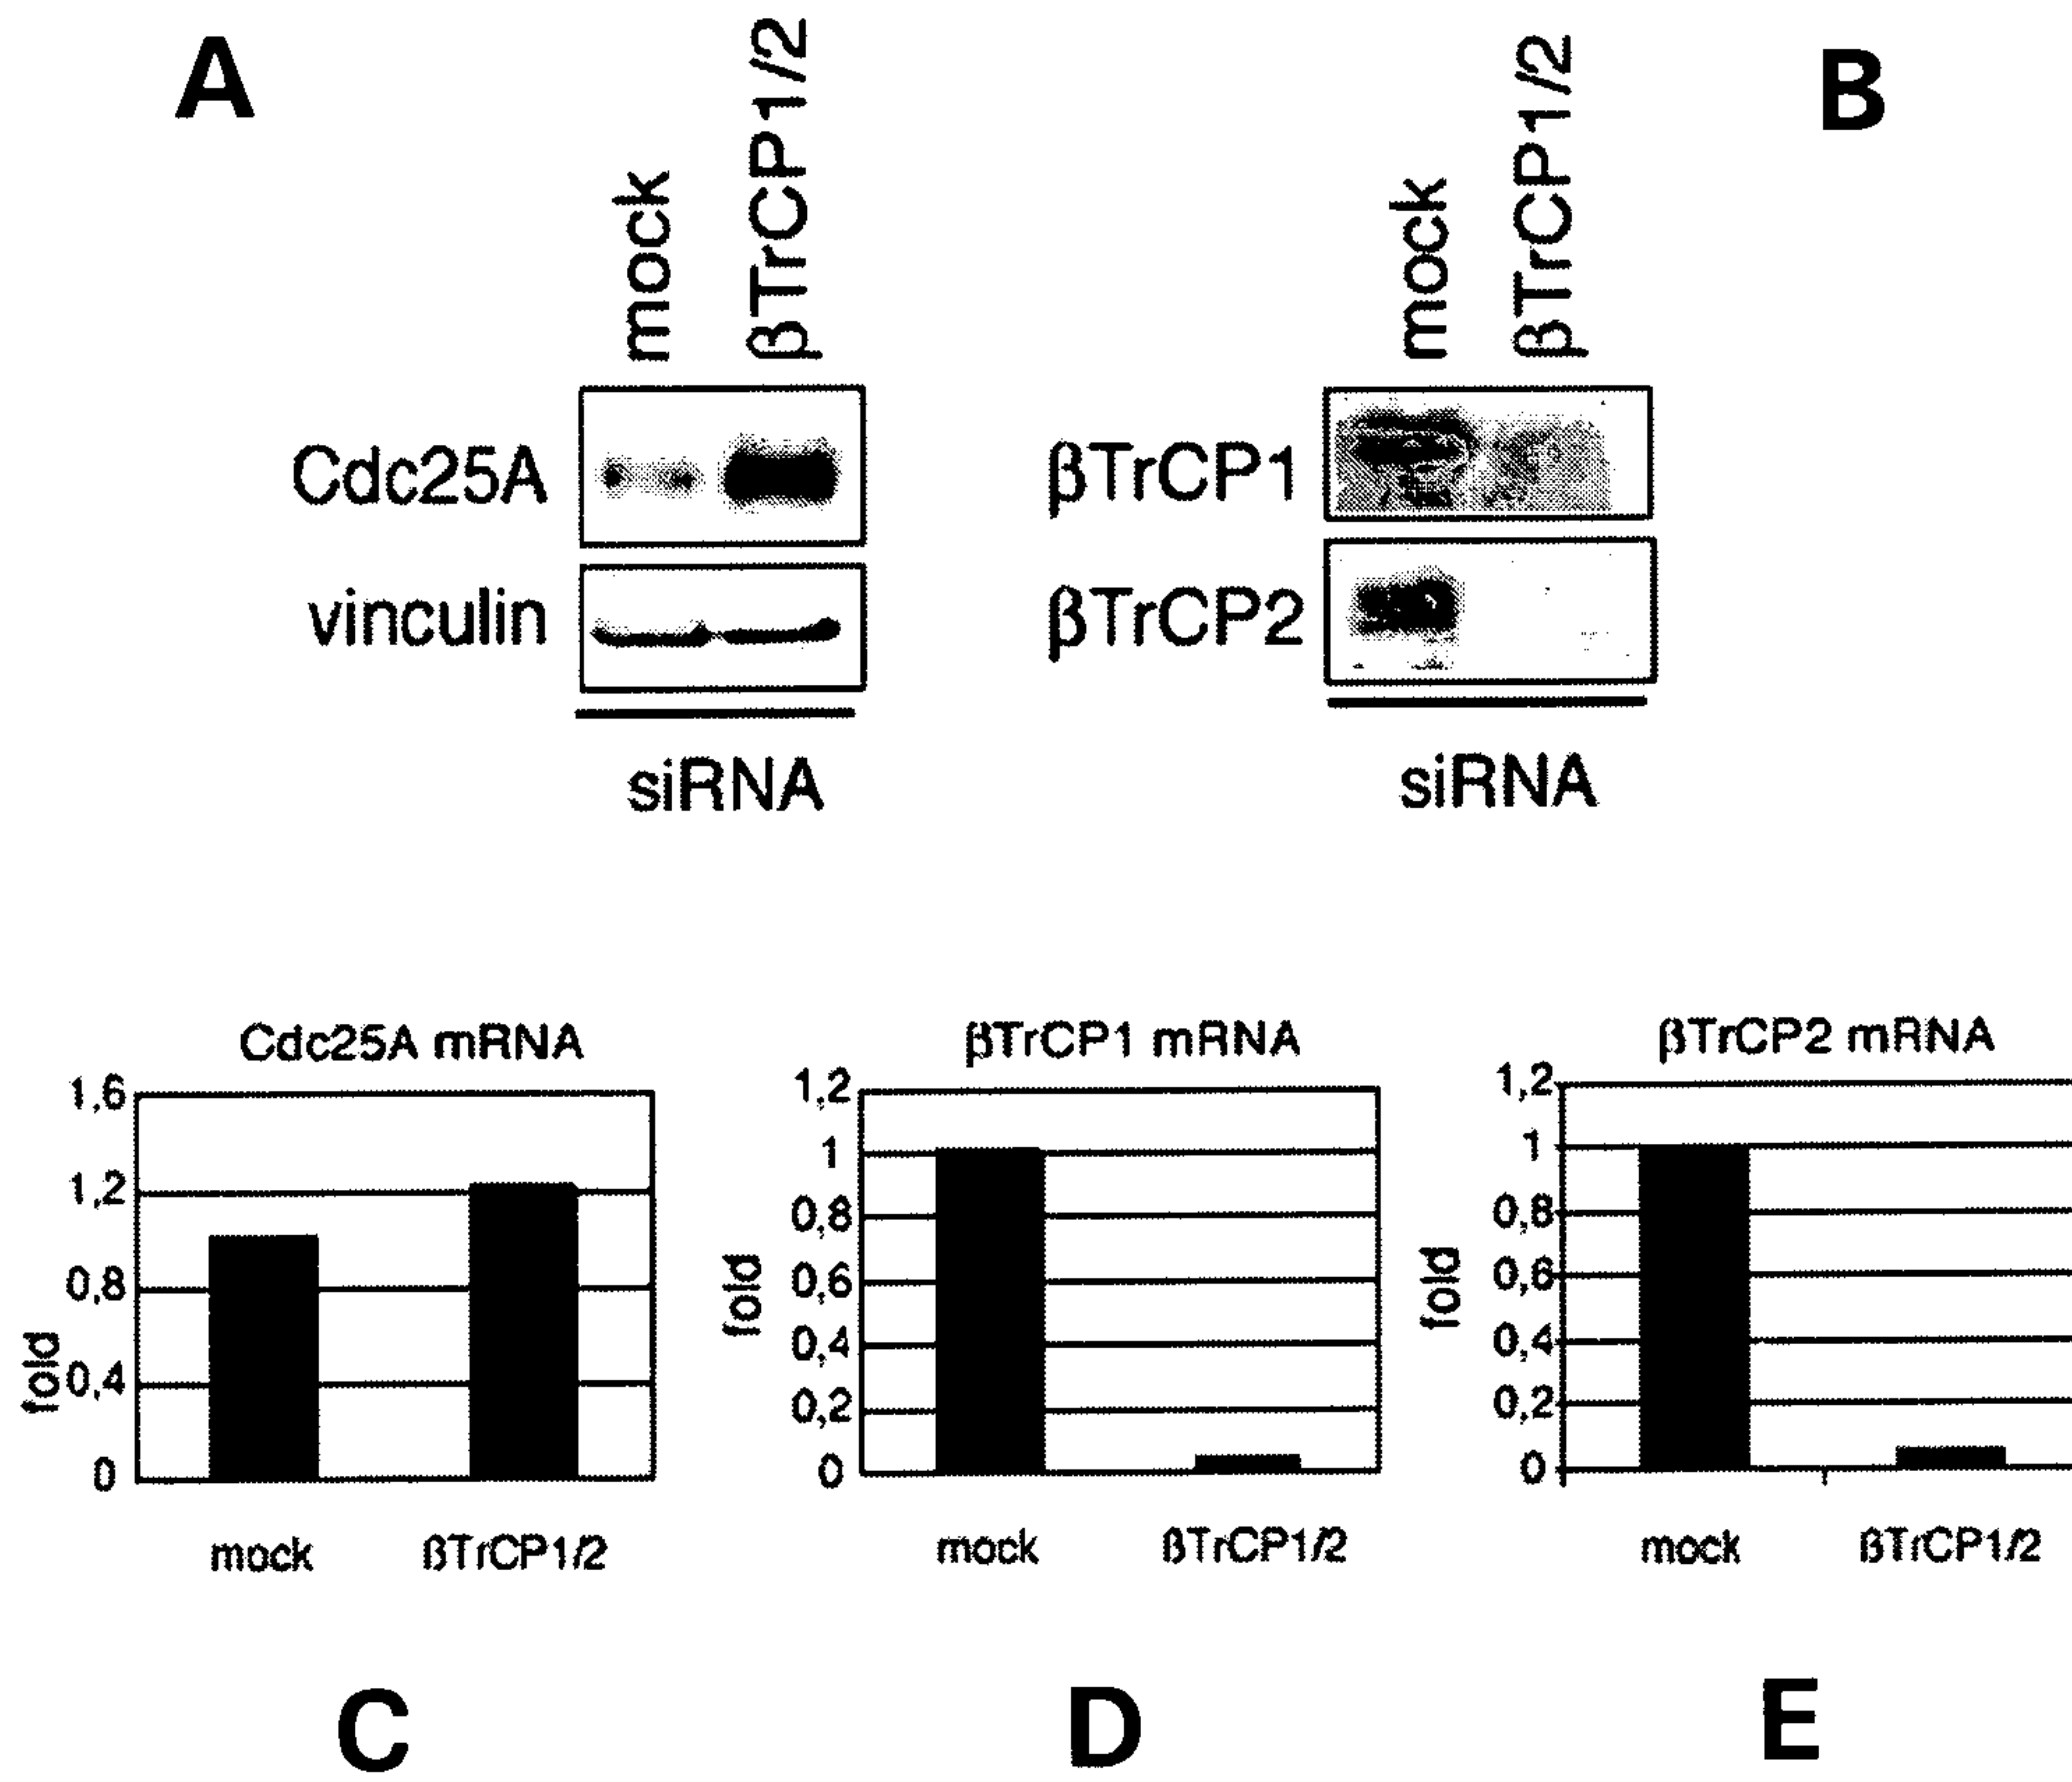 A
mock
βTrCP1/2
Cdc25A
vinculin
siRNA
B
mock
βTrCP1/2
βTrCP1
βTrCP2
siRNA
Cdc25A mRNA
1,6
1,2
0,8
0,4
0
fold
mock
βTrCP1/2
C
βTrCP1 mRNA
1,2
1
0,8
0,6
0,4
0,2
0
fold
mock
βTrCP1/2
D
βTrCP2 mRNA
1,2
1
0,8
0,6
0,4
0,2
0
fold
mock
βTrCP1/2
E